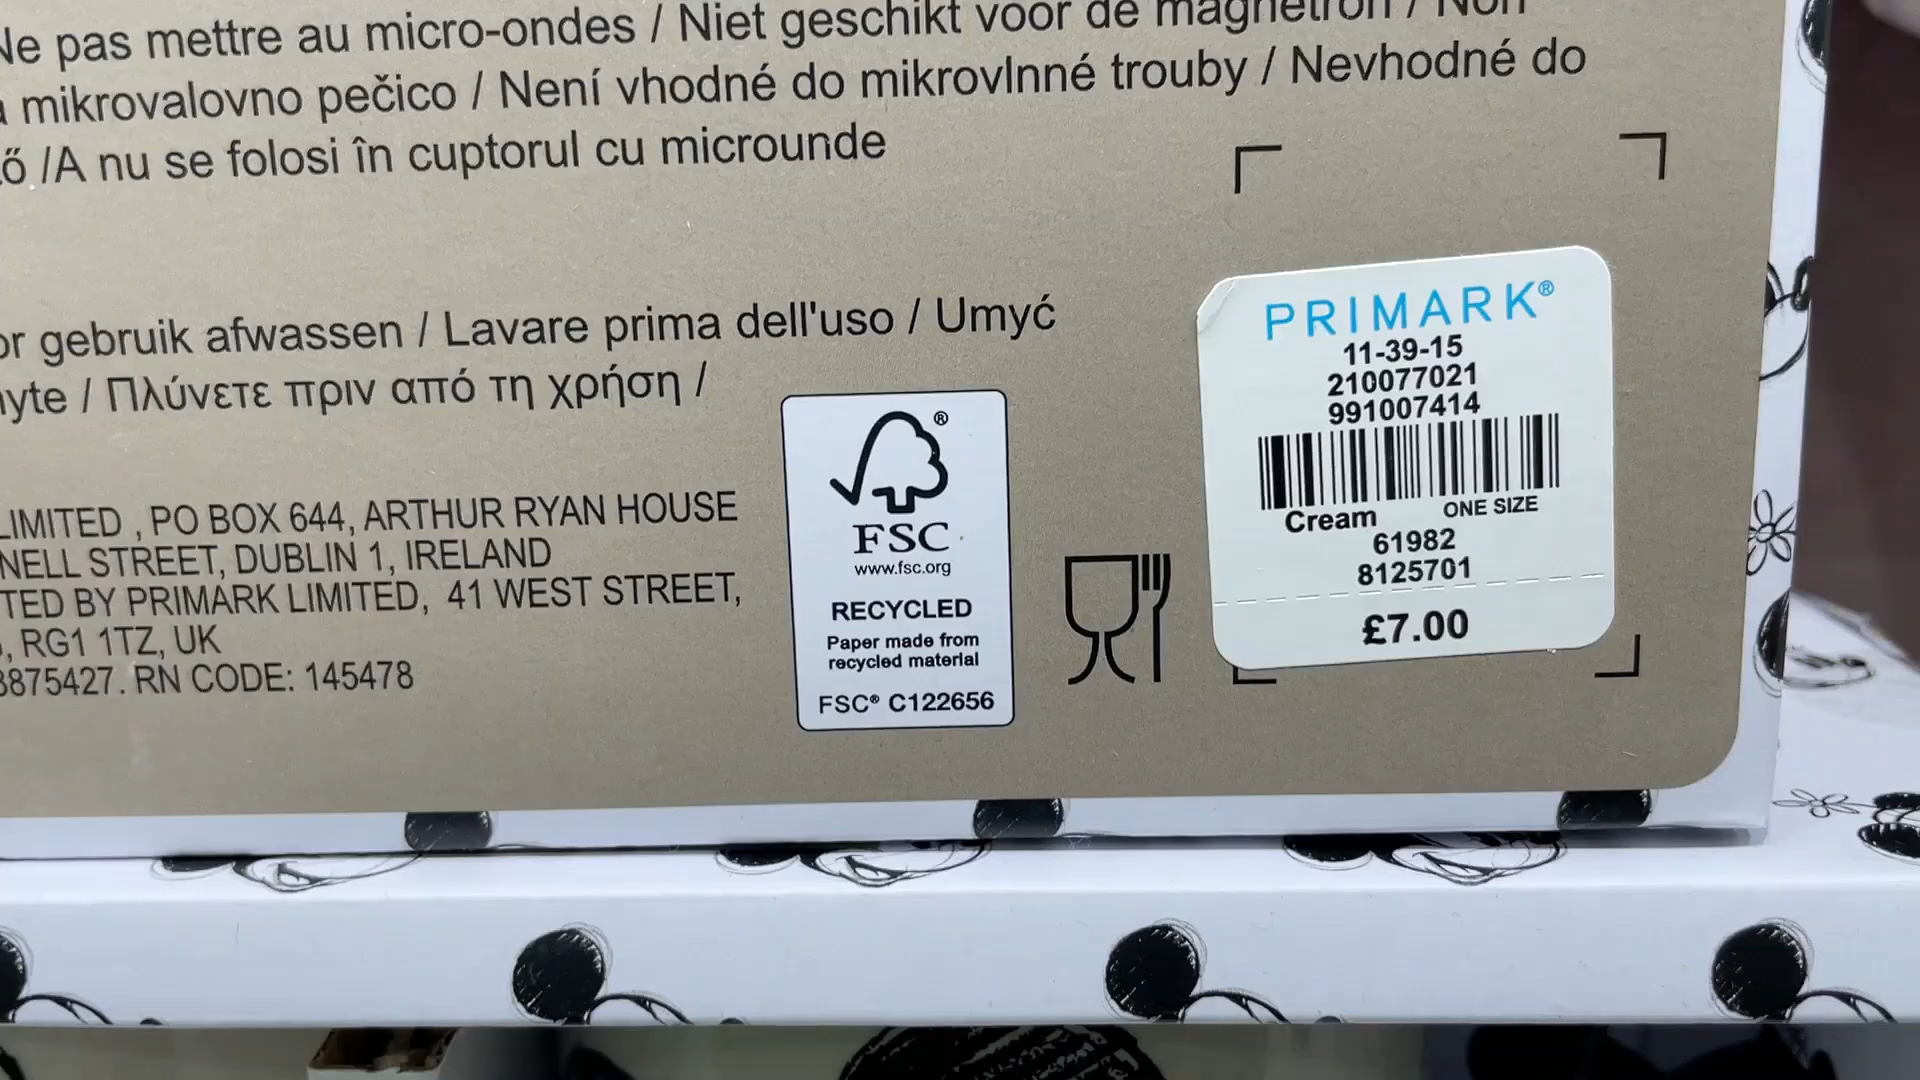 Ne pas mettre au micro-ondes / Niet geschikt voor de magnetron / Non
mikrovalovno pečico / Není vhodné do mikrovlnné trouby / Nevhodné do
/A nu se folosi în cuptorul cu microunde
gebruik afwassen / Lavare prima dell'uso / Umyć
/ Πλύνετε πριν από τη χρήση /
LIMITED , PO BOX 644, ARTHUR RYAN HOUSE
NELL STREET, DUBLIN 1, IRELAND
TED BY PRIMARK LIMITED, 41 WEST STREET,
, RG1 1TZ, UK
8875427. RN CODE: 145478
®
FSC
www.fsc.org
RECYCLED
Paper made from
recycled material
FSC® C122656
PRIMARK®
11-39-15
210077021
991007414
Cream ONE SIZE
61982
8125701
£7.00